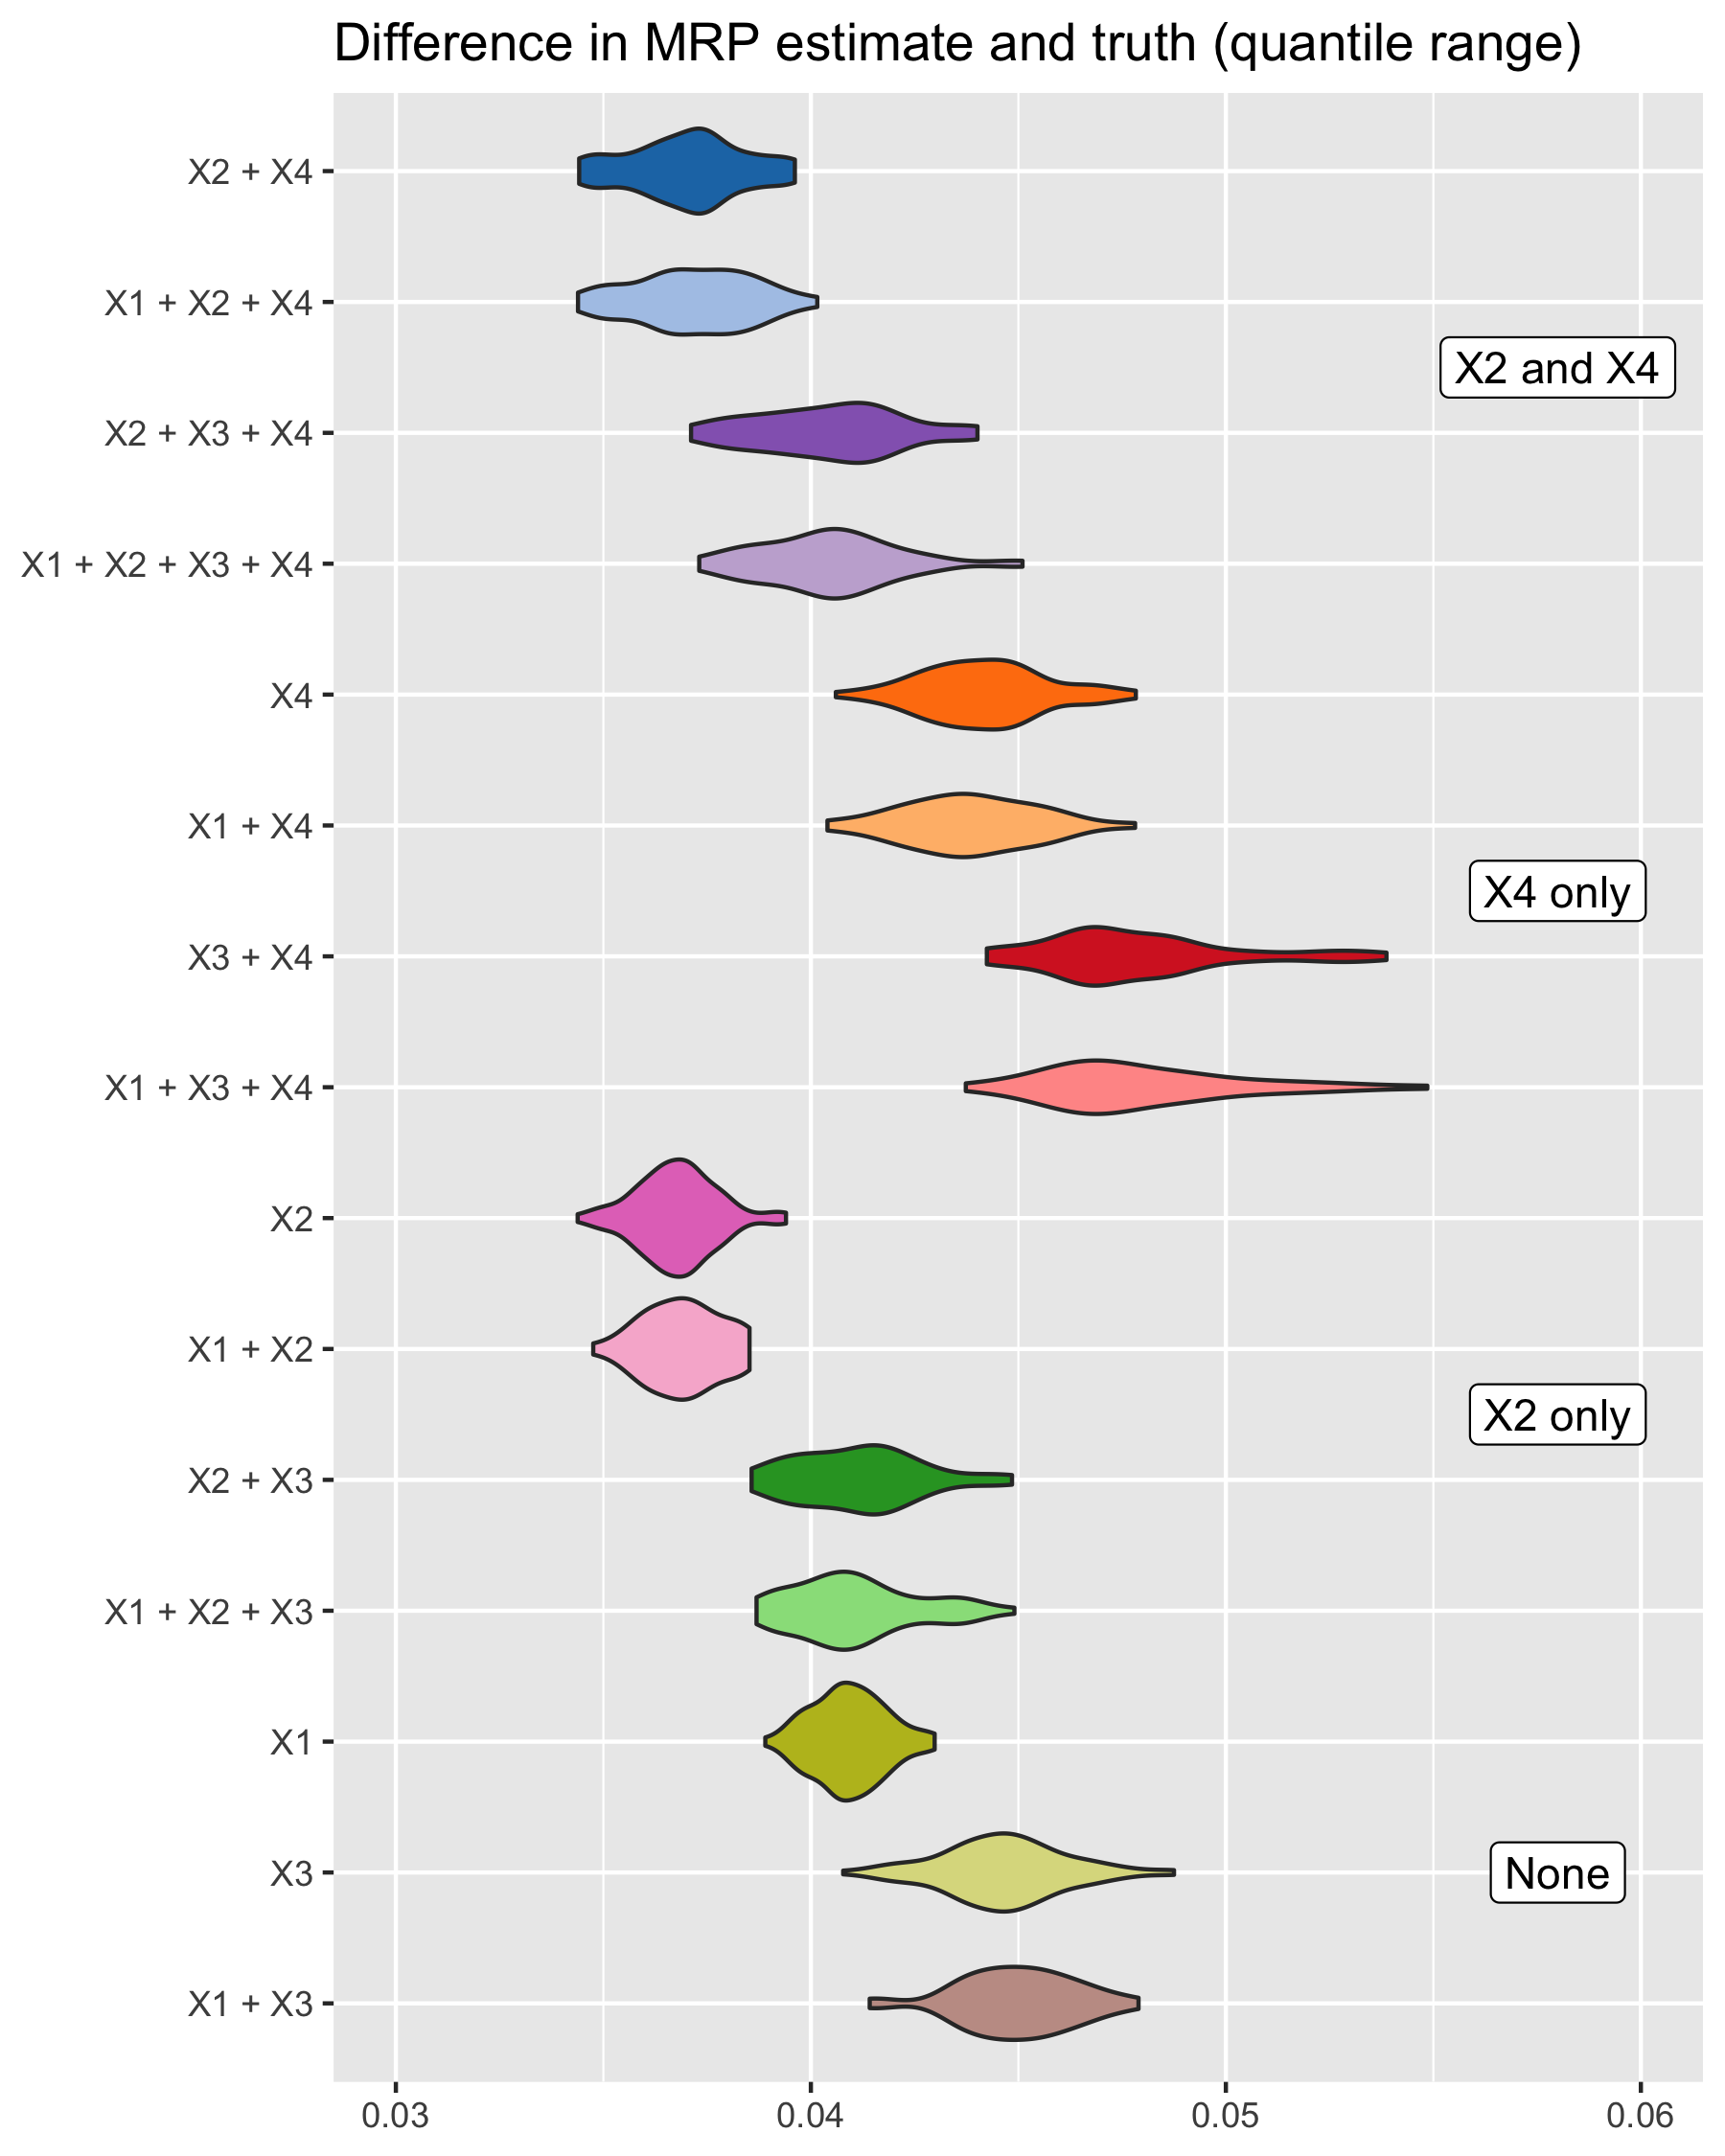 Difference in MRP estimate and truth (quantile range)
X2 + X4
X1 + X2 + X4
X2 and X4
X2 + X3 + X4
X1 + X2 + X3 + X4
X4
X1 + X4
X4 only
X3 + X4
X1 + X3 + X4
X2
X1 + X2
X2 only
X2 + X3
X1 + X2 + X3
X1
X3
None
X1 + X3
0.03
0.04
0.05
0.06